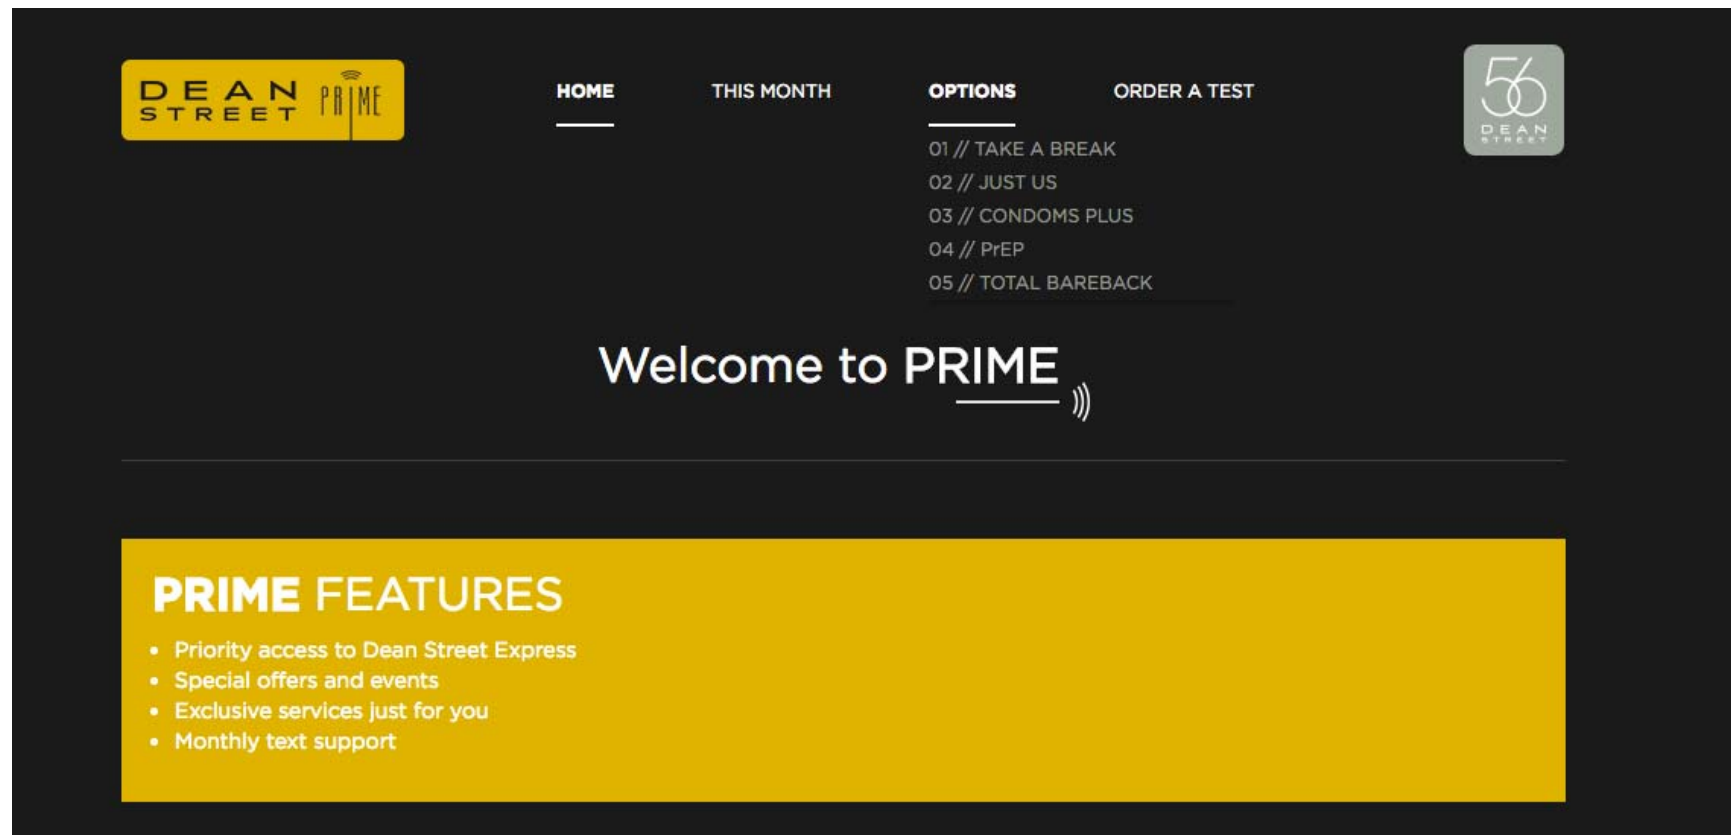 DEAN STREET PRIME
HOME THIS MONTH OPTIONS ORDER A TEST
56
DEAN
STREET
01 // TAKE A BREAK
02 // JUST US
03 // CONDOMS PLUS
04 // PrEP
05 // TOTAL BAREBACK
Welcome to PRIME
PRIME FEATURES
• Priority access to Dean Street Express
• Special offers and events
• Exclusive services just for you
• Monthly text support